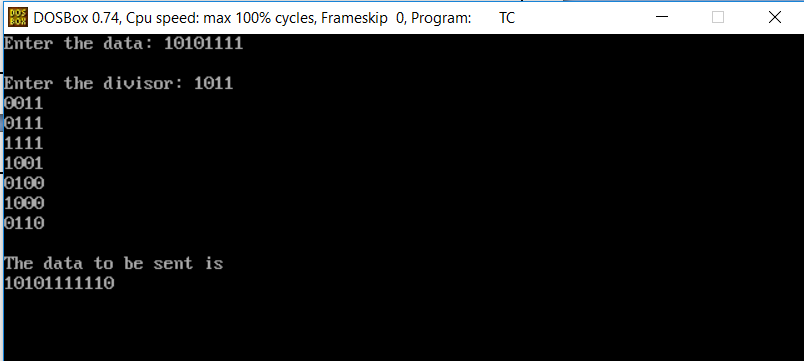 DOSBox 0.74, Cpu speed: max 100% cycles, Frameskip 0, Program: TC
Enter the data: 10101111
Enter the divisor: 1011
0011
0111
1111
1001
0100
1000
0110
The data to be sent is
10101111110